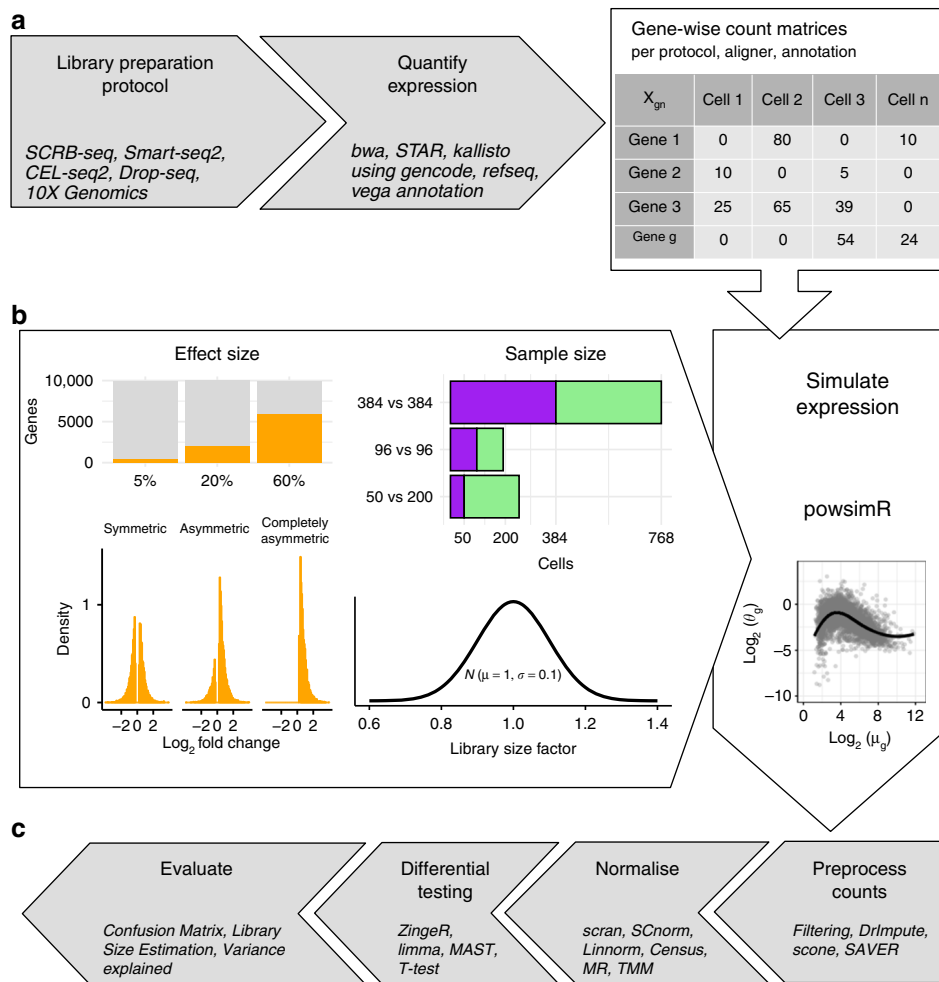 a
Library preparation
protocol
SCRB-seq, Smart-seq2,
CEL-seq2, Drop-seq,
10X Genomics
Quantify
expression
bwa, STAR, kallisto
using gencode, refseq,
vega annotation
Gene-wise count matrices
per protocol, aligner, annotation
Xgn Cell 1 Cell 2 Cell 3 Cell n
Gene 1 0 80 0 10
Gene 2 10 0 5 0
Gene 3 25 65 39 0
Gene g 0 0 54 24
b
Effect size
Genes
10,000
5000
0
5% 20% 60%
Symmetric Asymmetric Completely
asymmetric
Density
1
0
−2 0 2 −2 0 2 −2 0 2
Log2 fold change
Sample size
384 vs 384
96 vs 96
50 vs 200
50 200 384 768
Cells
N (μ = 1, σ = 0.1)
0.6 0.8 1.0 1.2 1.4
Library size factor
Simulate
expression
powsimR
Log2 (θg)
0
−5
−10
0 4 8 12
Log2 (μg)
c
Evaluate
Confusion Matrix, Library
Size Estimation, Variance
explained
Differential
testing
ZingeR,
limma, MAST,
T-test
Normalise
scran, SCnorm,
Linnorm, Census,
MR, TMM
Preprocess
counts
Filtering, DrImpute,
scone, SAVER